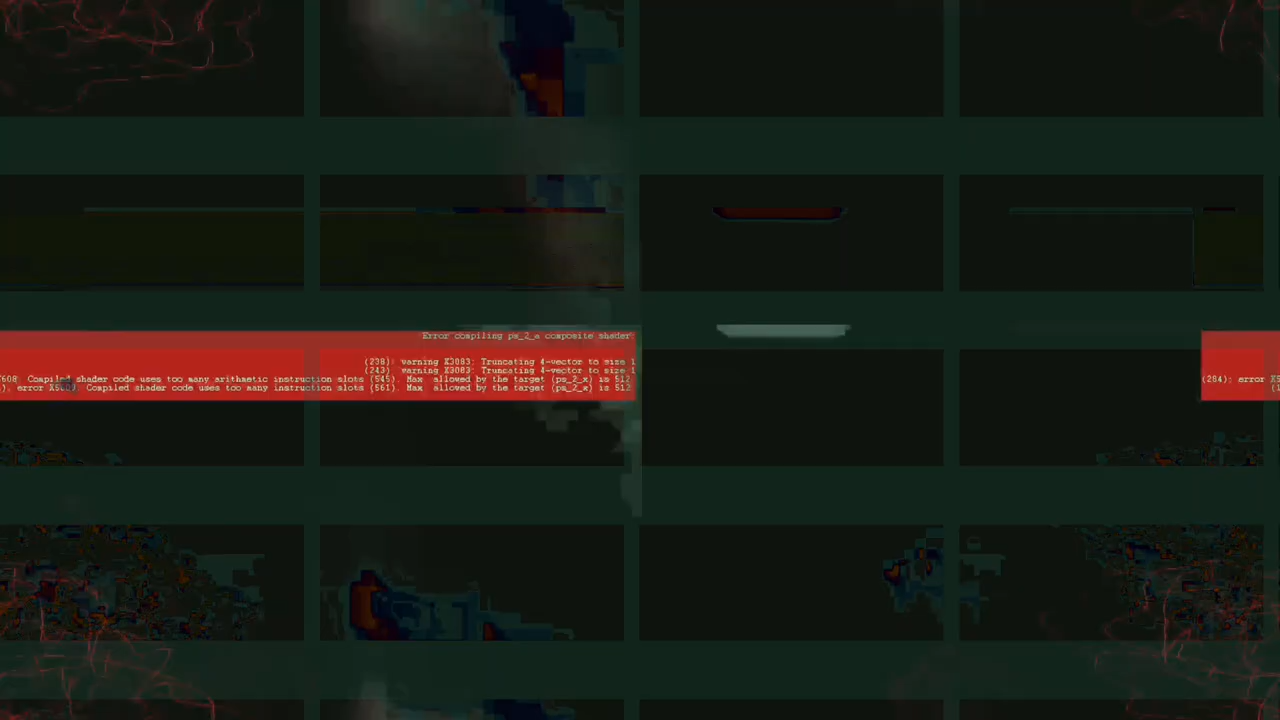 Error compiling ps_2_a composite shader:
(238): warning X3083: Truncating 4-vector to size 1
(243): warning X3083: Truncating 4-vector to size 1
Compiled shader code uses too many arithmetic instruction slots (545). Max allowed by the target (ps_2_x) is 512
error Compiled shader code uses too many instruction slots (561). Max allowed by the target (ps_2_x) is 512
(284): error